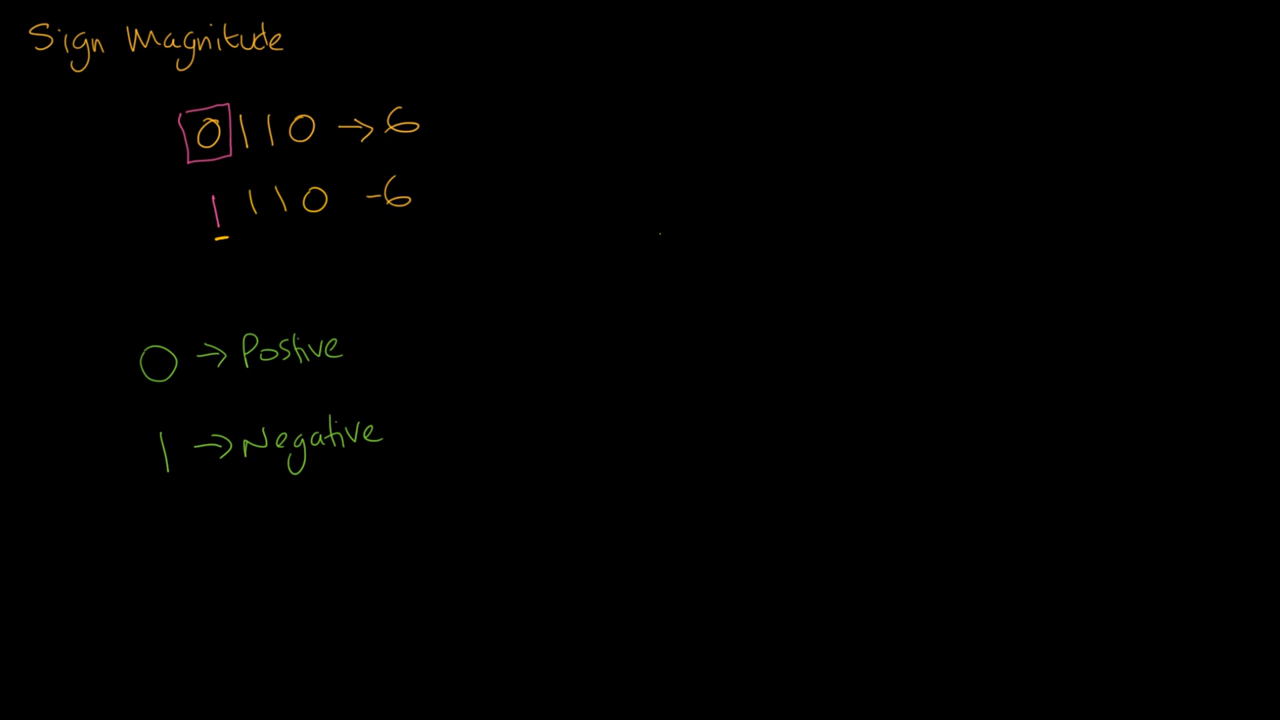 Sign Magnitude
0110 → 6
1110 -6
0 → Postive
1 → Negative